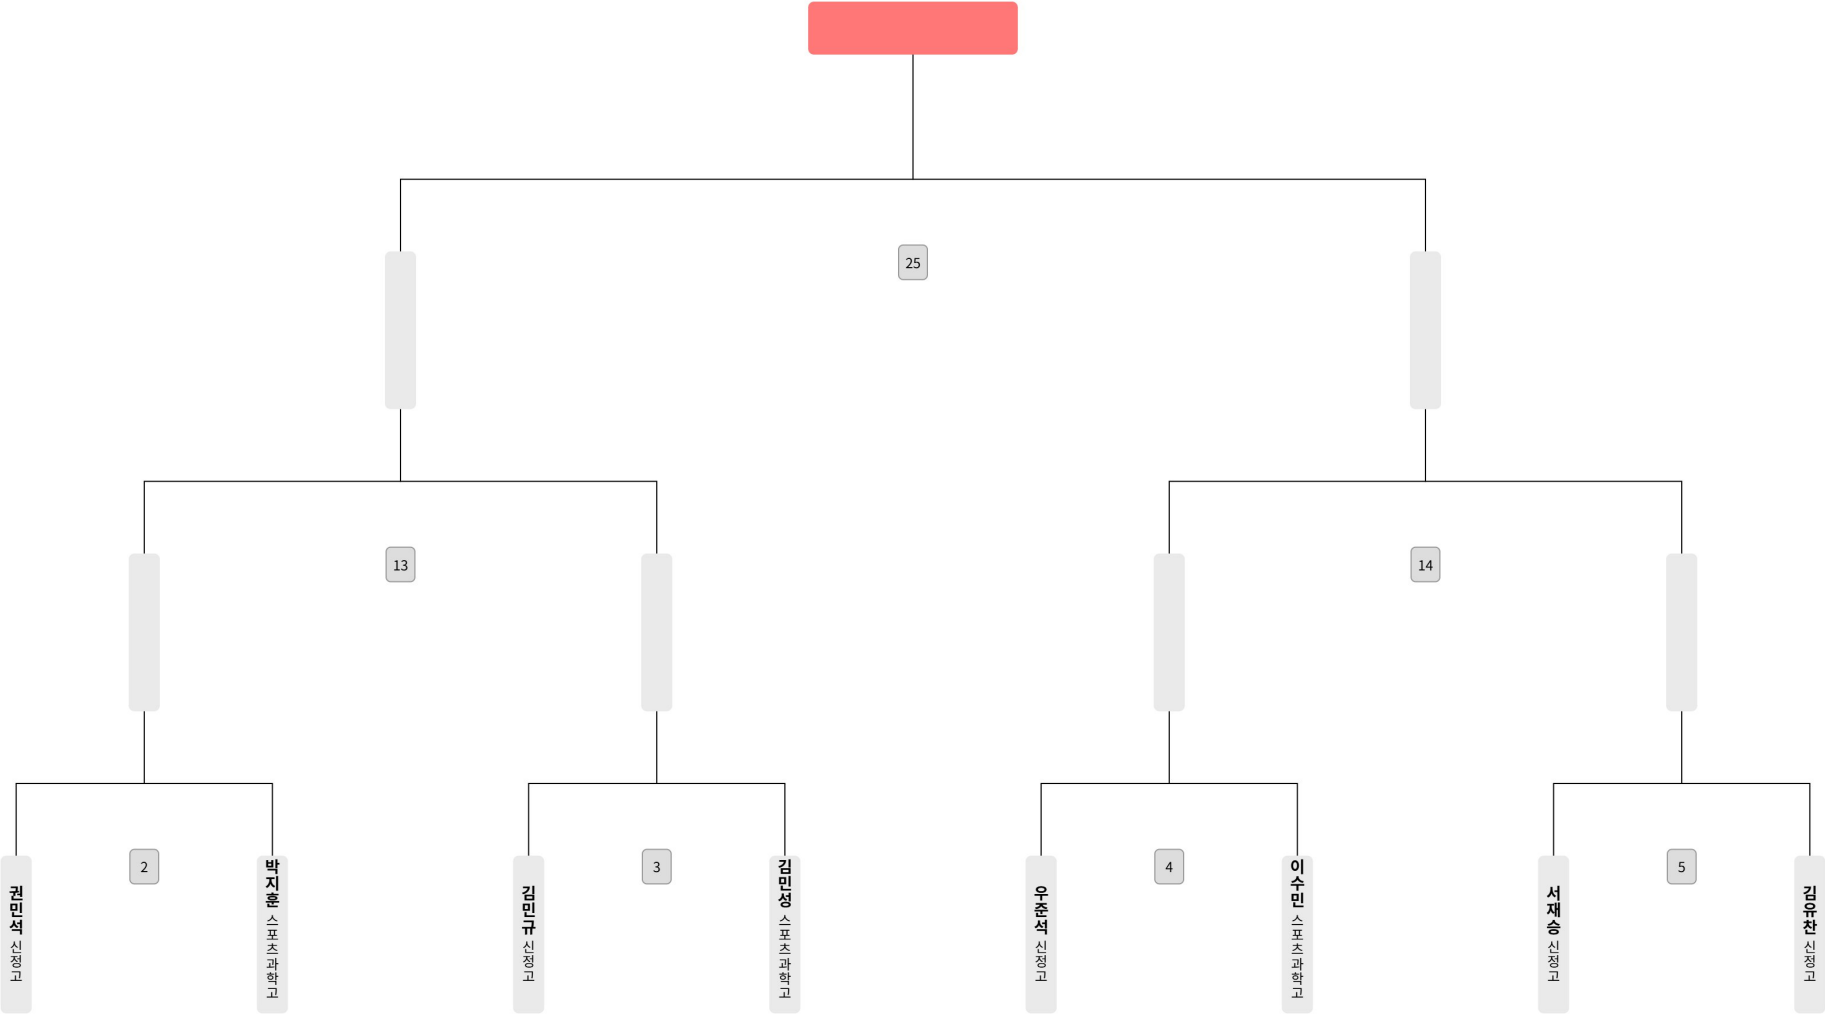 25
13
14
2
3
4
5
권민석 신정고
박지훈 스포츠과학고
김민규 신정고
김민성 스포츠과학고
우준석 신정고
이수민 스포츠과학고
서재승 신정고
김유찬 신정고